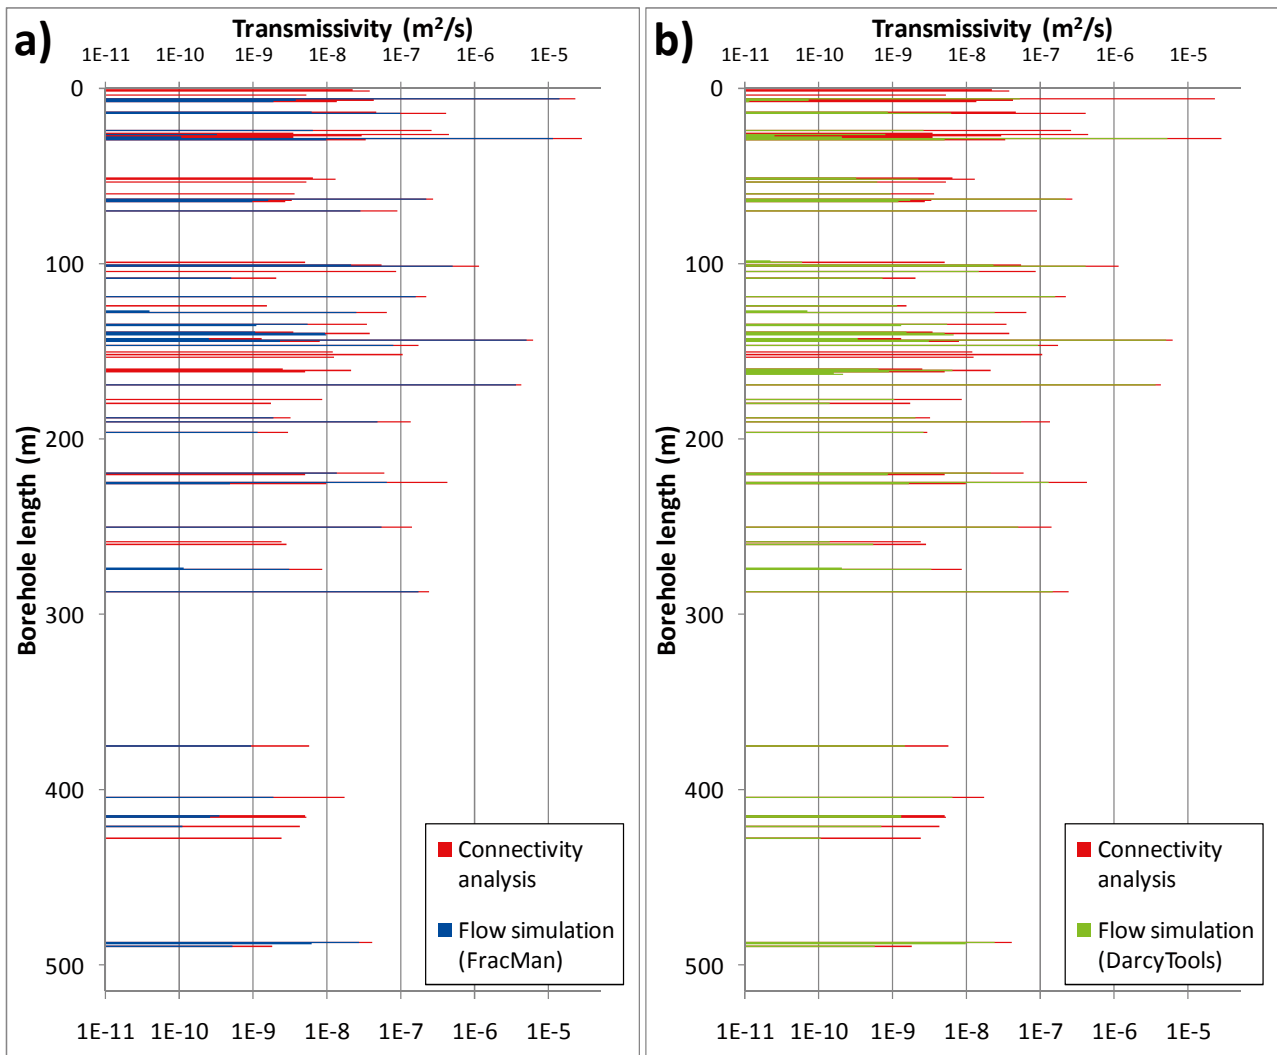 a)
Transmissivity (m²/s)
1E-11 1E-10 1E-9 1E-8 1E-7 1E-6 1E-5
0
100
200
300
400
500
Borehole length (m)
Connectivity
analysis
Flow simulation
(FracMan)
1E-11 1E-10 1E-9 1E-8 1E-7 1E-6 1E-5
b)
Transmissivity (m²/s)
1E-11 1E-10 1E-9 1E-8 1E-7 1E-6 1E-5
0
100
200
300
400
500
Borehole length (m)
Connectivity
analysis
Flow simulation
(DarcyTools)
1E-11 1E-10 1E-9 1E-8 1E-7 1E-6 1E-5